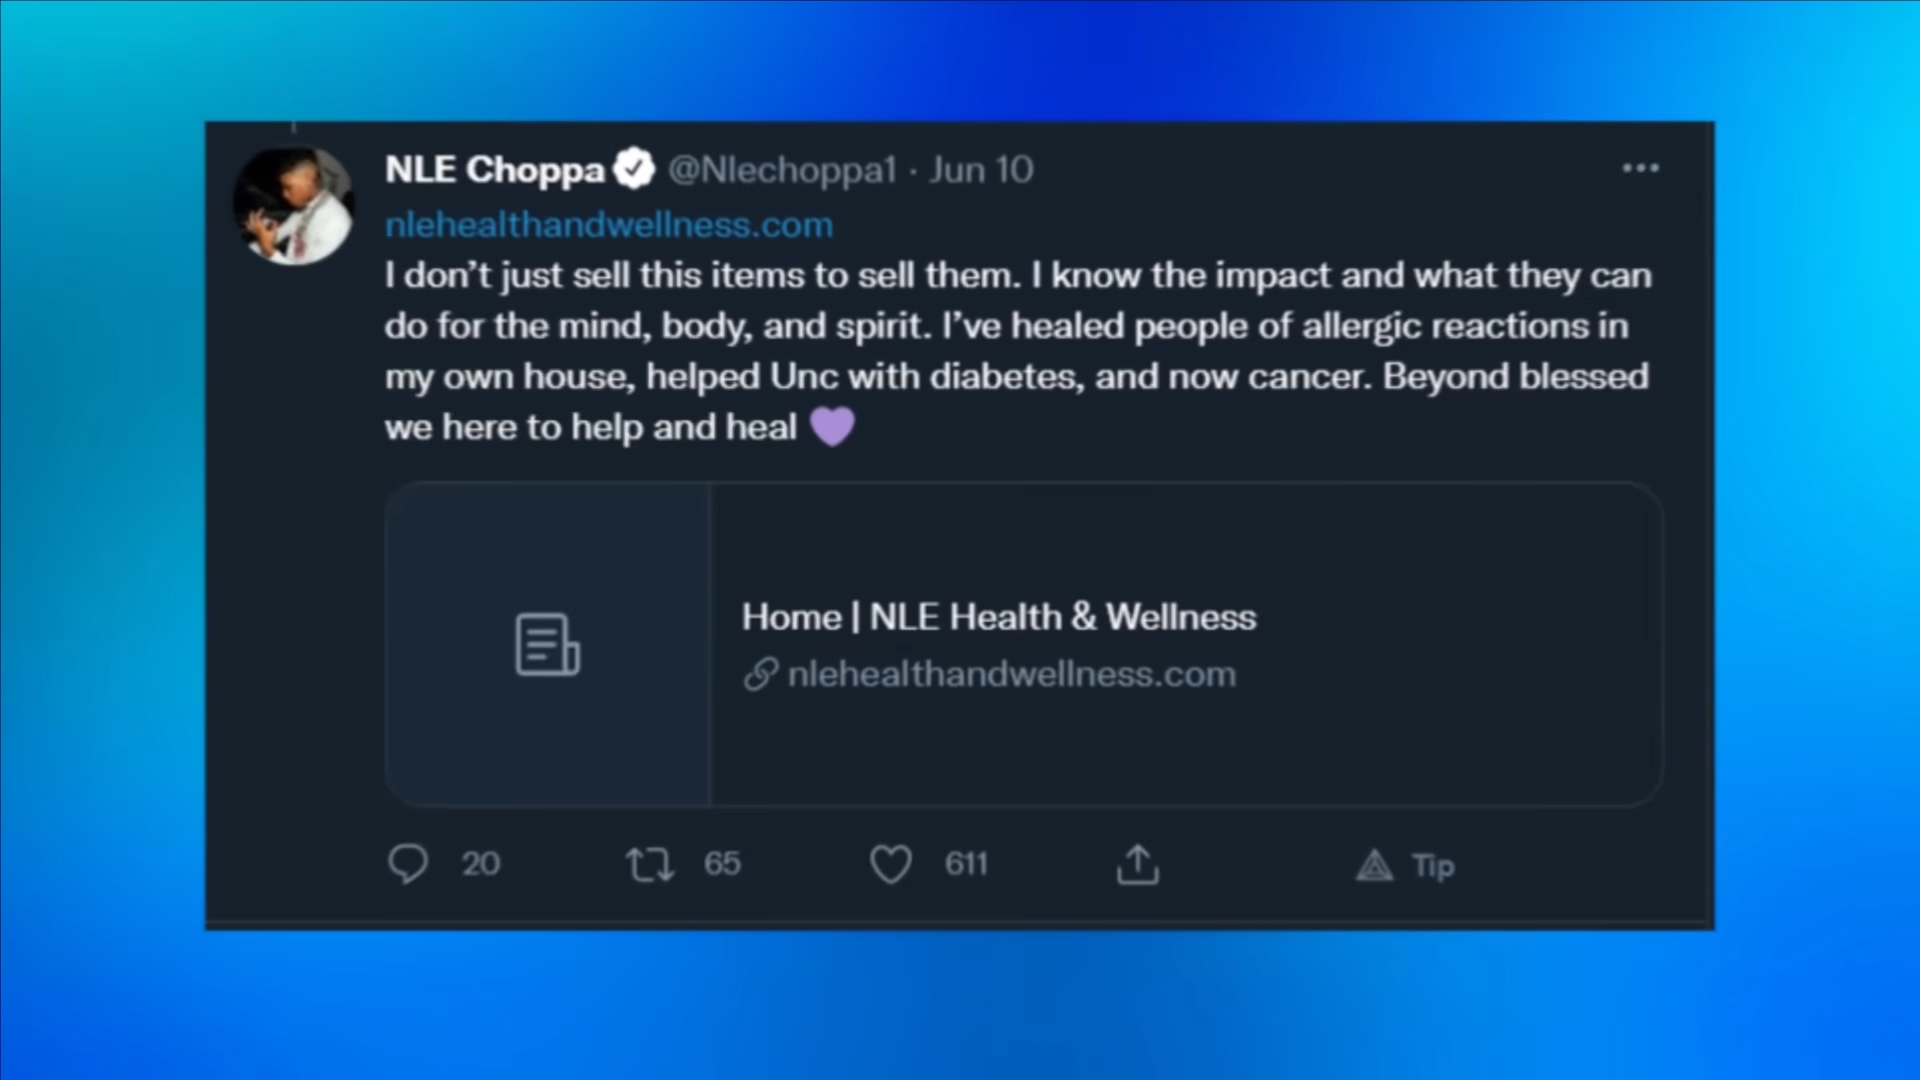 NLE Choppa @Nlechoppa1 · Jun 10
nlehealthandwellness.com
I don’t just sell this items to sell them. I know the impact and what they can
do for the mind, body, and spirit. I’ve healed people of allergic reactions in
my own house, helped Unc with diabetes, and now cancer. Beyond blessed
we here to help and heal 💜
Home | NLE Health & Wellness
nlehealthandwellness.com
20 65 611 Tip